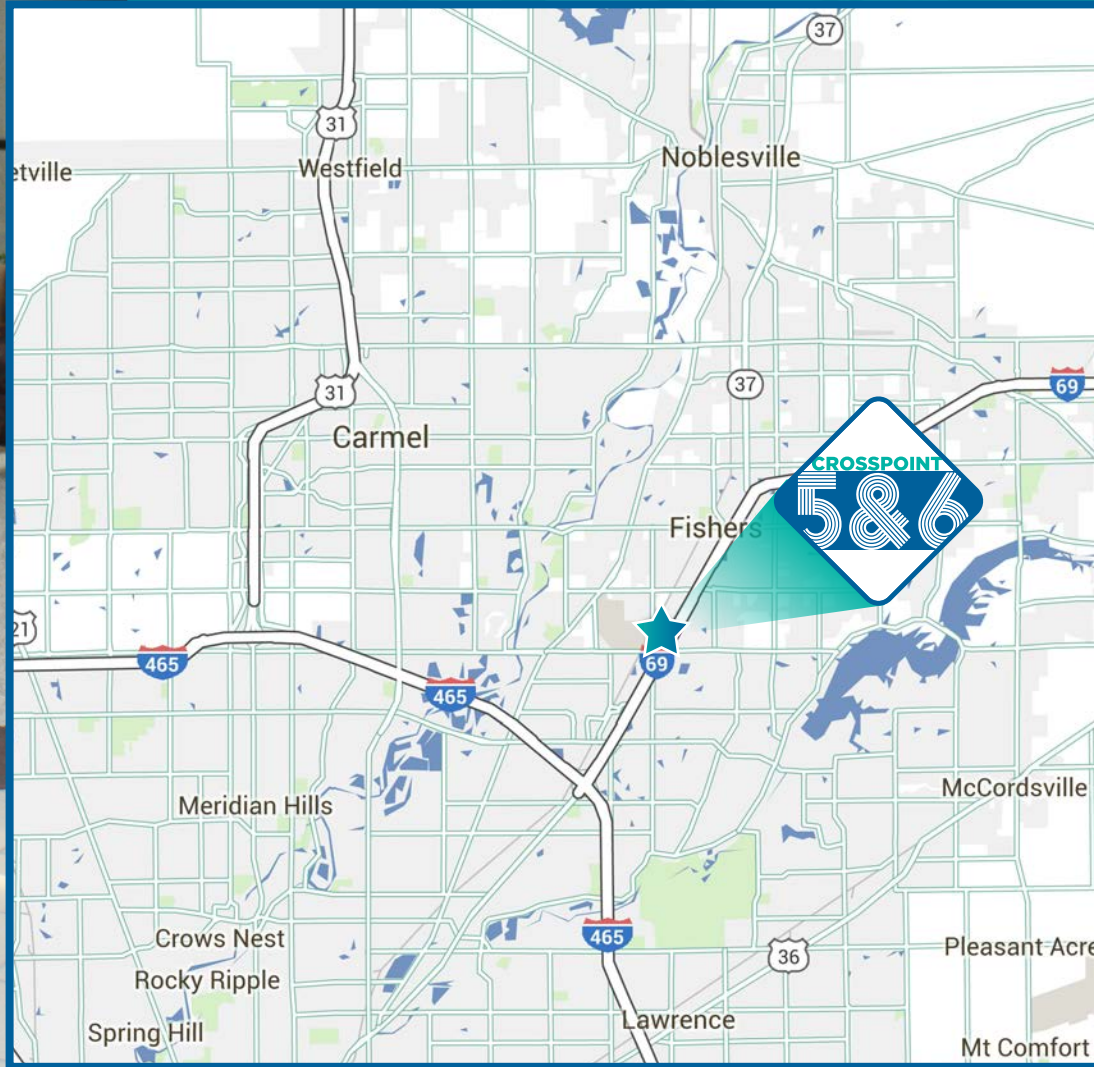 37
31
Noblesville
etville
Westfield
31
37
69
Carmel
CROSSPOINT
5 & 6
Fishers
21
465
69
465
McCordsville
Meridian Hills
Crows Nest
465
36
Pleasant Acre
Rocky Ripple
Spring Hill
Lawrence
Mt Comfort